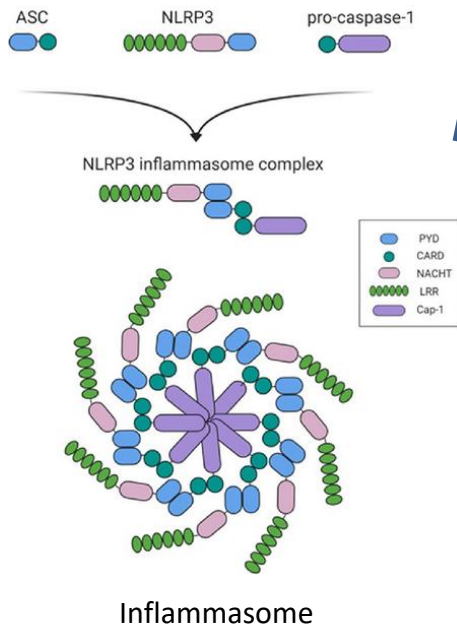 ASC
NLRP3
pro-caspase-1
NLRP3 inflammasome complex
PYD
CARD
NACHT
LRR
Cap-1
Inflammasome